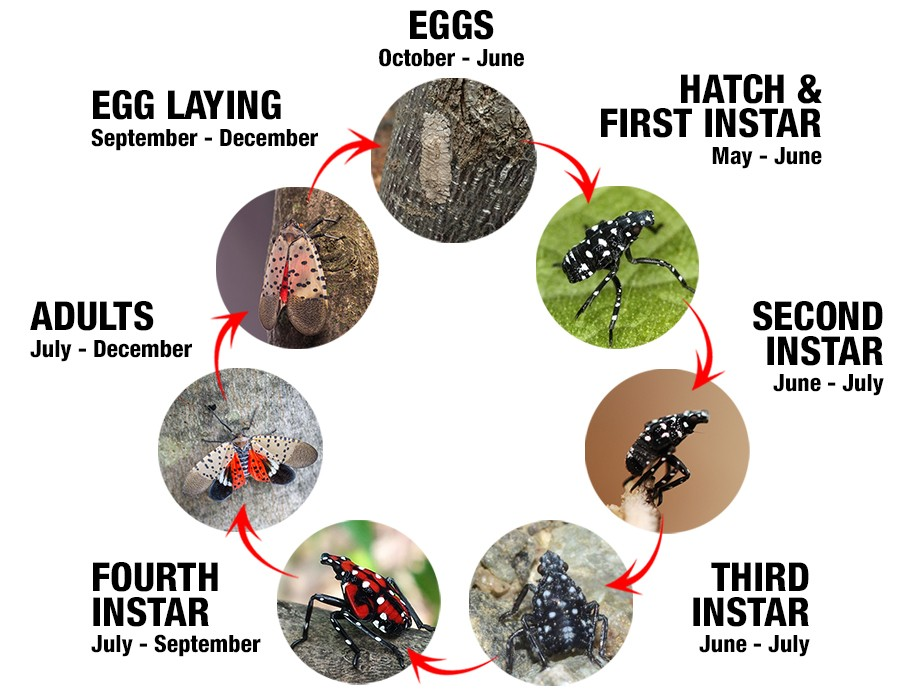 EGGS
October - June
HATCH &
FIRST INSTAR
May - June
SECOND
INSTAR
June - July
THIRD
INSTAR
June - July
FOURTH
INSTAR
July - September
ADULTS
July - December
EGG LAYING
September - December